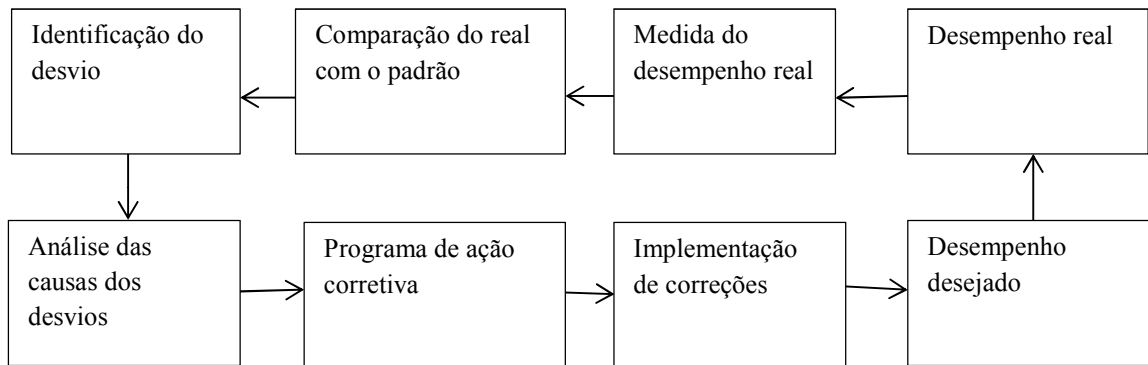 Identificação do
desvio
Comparação do real
com o padrão
Medida do
desempenho real
Desempenho real
Análise das
causas dos
desvios
Programa de ação
corretiva
Implementação
de correções
Desempenho
desejado